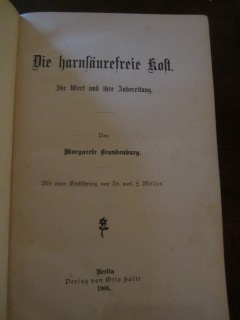 Die harnsäurefreie Kost.
Ihr Wert und ihre Zubereitung.
Von
Margarete Brandenburg.
Mit einer Einführung von Dr. med. S. Möller.
Berlin
Verlag von Otto Salle